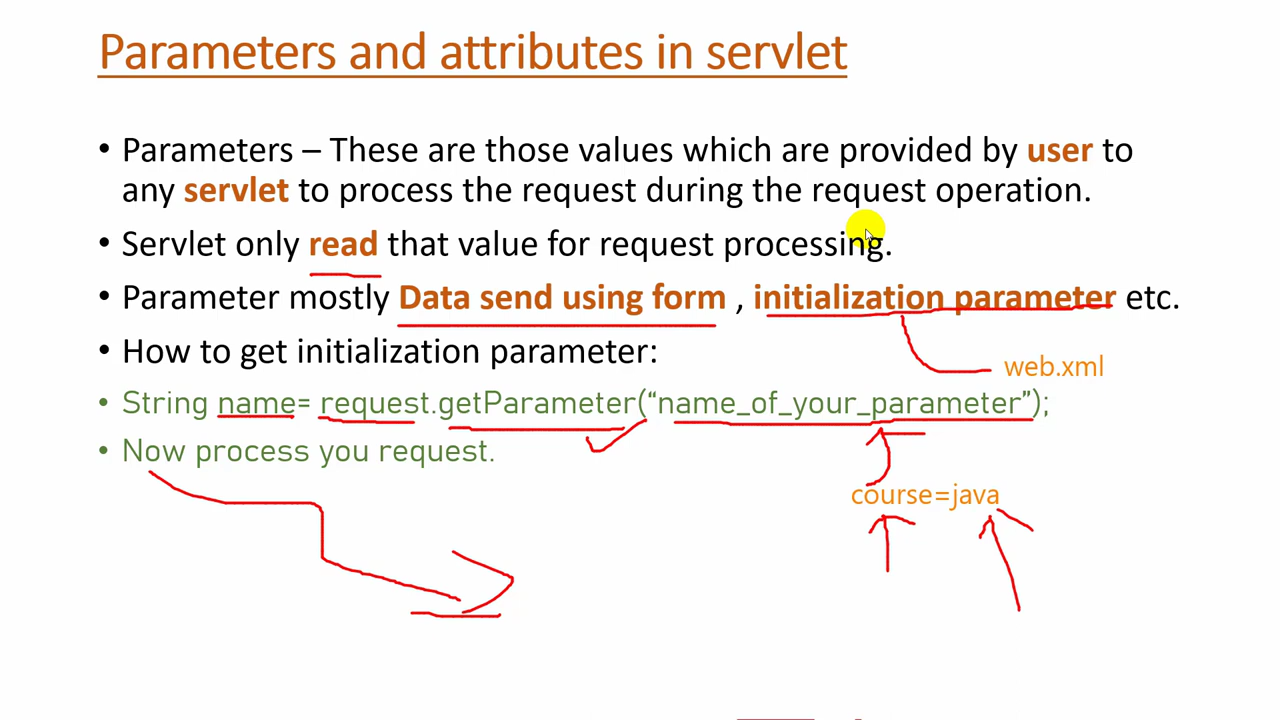 Parameters and attributes in servlet
• Parameters – These are those values which are provided by user to
any servlet to process the request during the request operation.
• Servlet only read that value for request processing.
• Parameter mostly Data send using form , initialization parameter etc.
• How to get initialization parameter:
web.xml
• String name= request.getParameter(“name_of_your_parameter”);
• Now process you request.
course=java